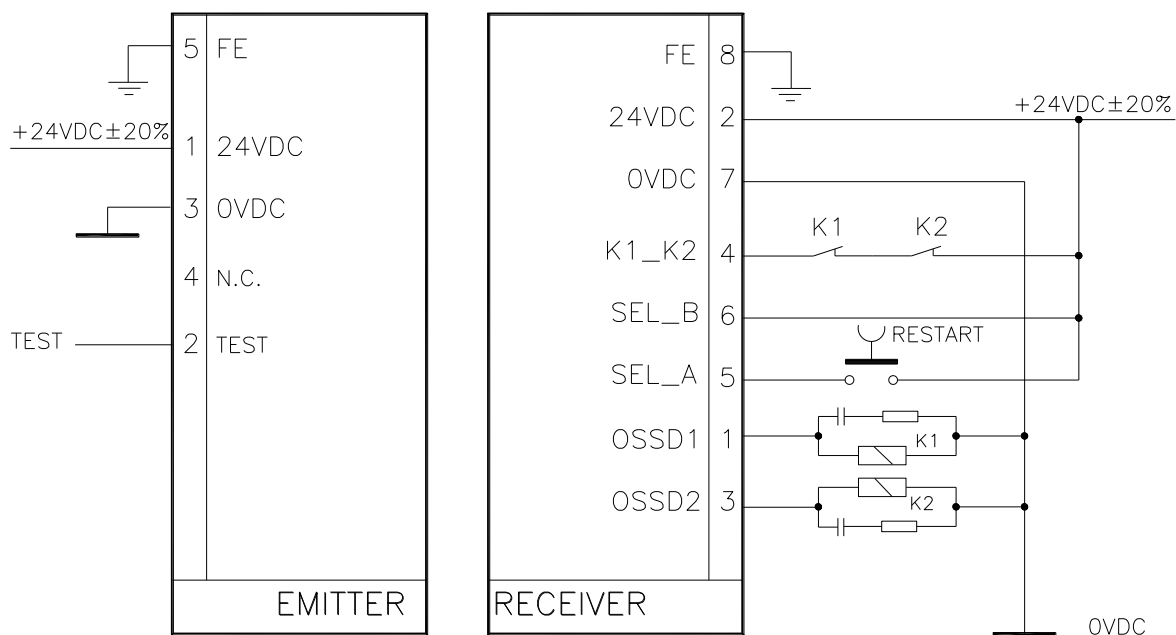 5 FE
+24VDC±20%
1 24VDC
3 0VDC
4 N.C.
TEST
2 TEST
EMITTER
FE 8
24VDC 2
+24VDC±20%
0VDC 7
K1_K2 4
K1 K2
SEL_B 6
RESTART
SEL_A 5
OSSD1 1
K1
OSSD2 3
K2
RECEIVER
0VDC